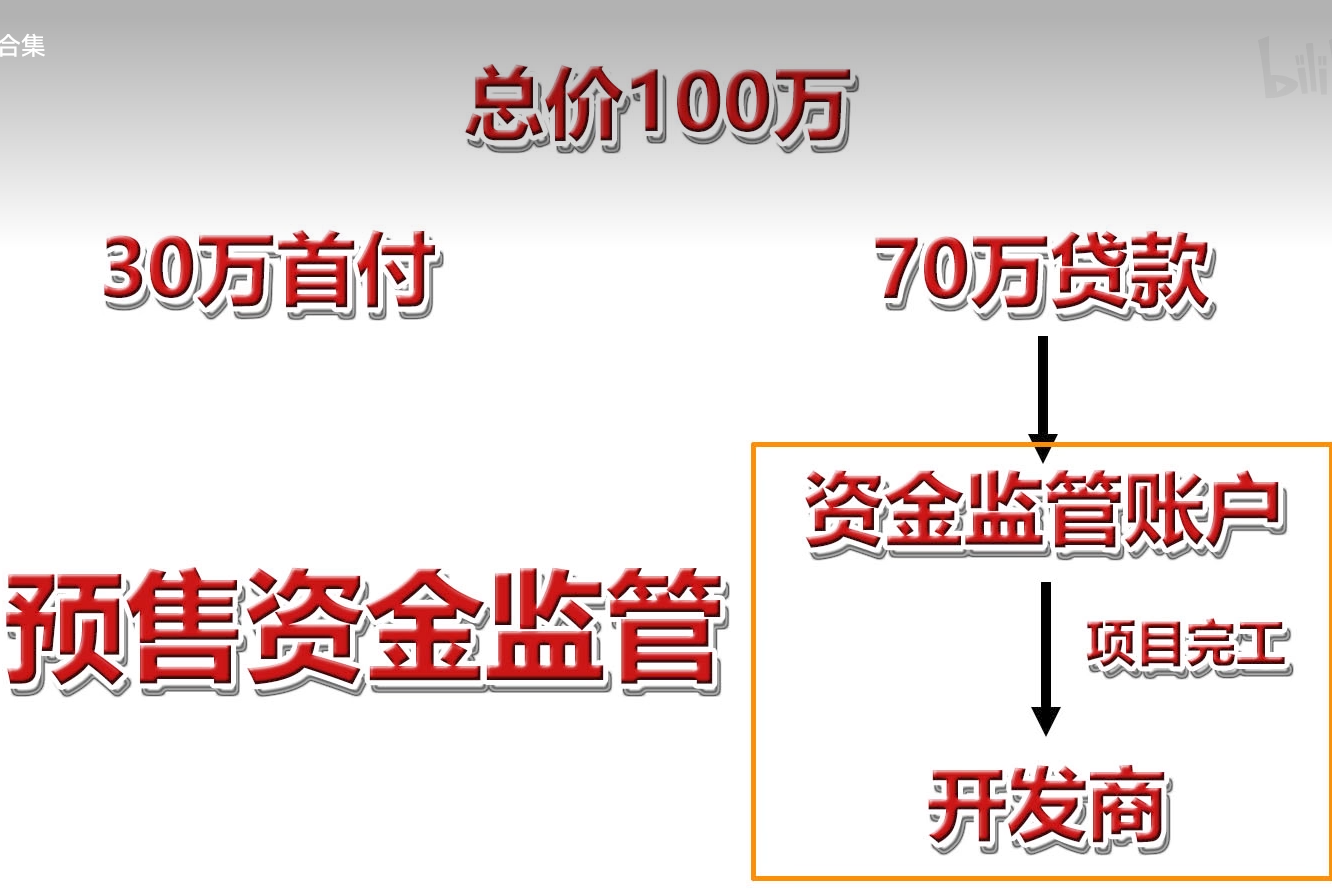 合集
bili
总价100万
30万首付
70万贷款
资金监管账户
预售资金监管
项目完工
开发商